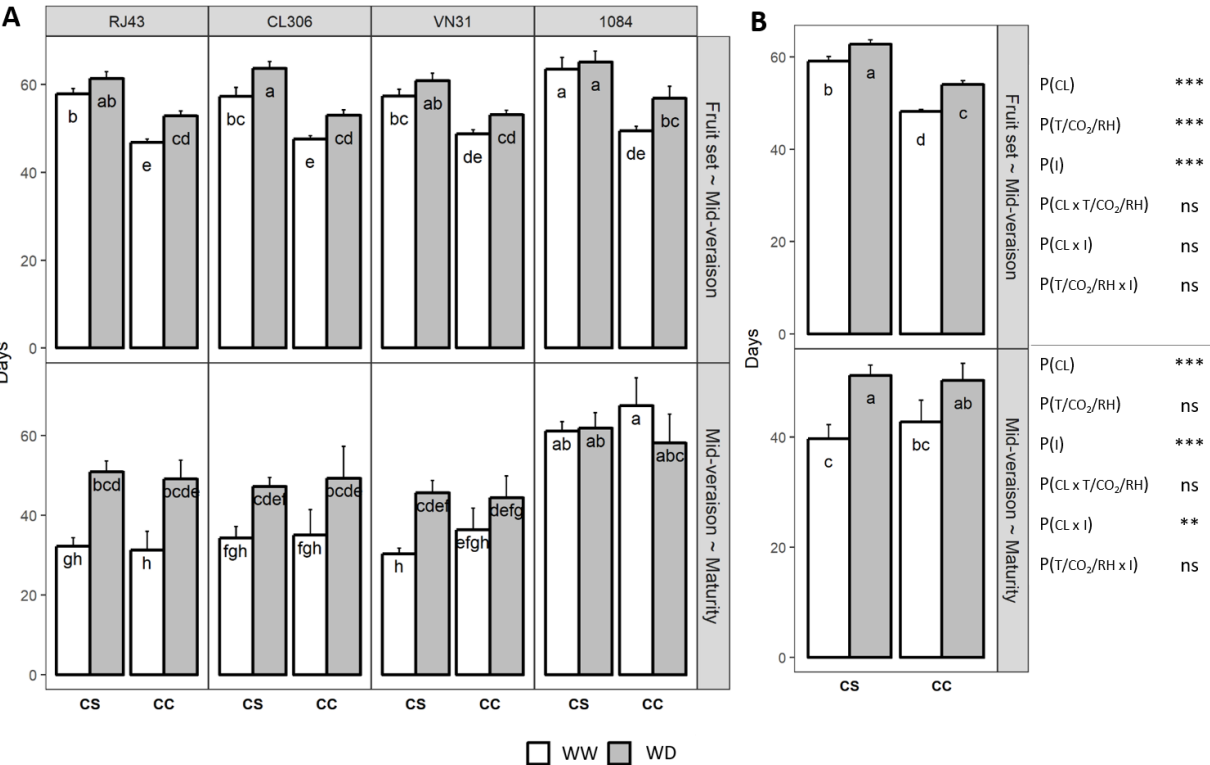 A
RJ43
CL306
VN31
1084
60
40
20
0
b
ab
e
cd
bc
a
e
cd
bc
ab
de
cd
a
a
de
bc
Fruit set ~ Mid-veraison
Days
60
40
20
0
gh
bcd
h
bcde
fgh
cdef
fgh
bcde
h
cdef
efgh
defg
ab
ab
a
abc
Mid-veraison ~ Maturity
CS
CC
CS
CC
CS
CC
CS
CC
B
60
40
20
0
b
a
d
c
Fruit set ~ Mid-veraison
Days
40
20
0
c
a
bc
ab
Mid-veraison ~ Maturity
CS
CC
P(CL) ***
P(T/CO₂/RH) ***
P(I) ***
P(CL x T/CO₂/RH) ns
P(CL x I) ns
P(T/CO₂/RH x I) ns
P(CL) ***
P(T/CO₂/RH) ns
P(I) ***
P(CL x T/CO₂/RH) ns
P(CL x I) **
P(T/CO₂/RH x I) ns
WW WD